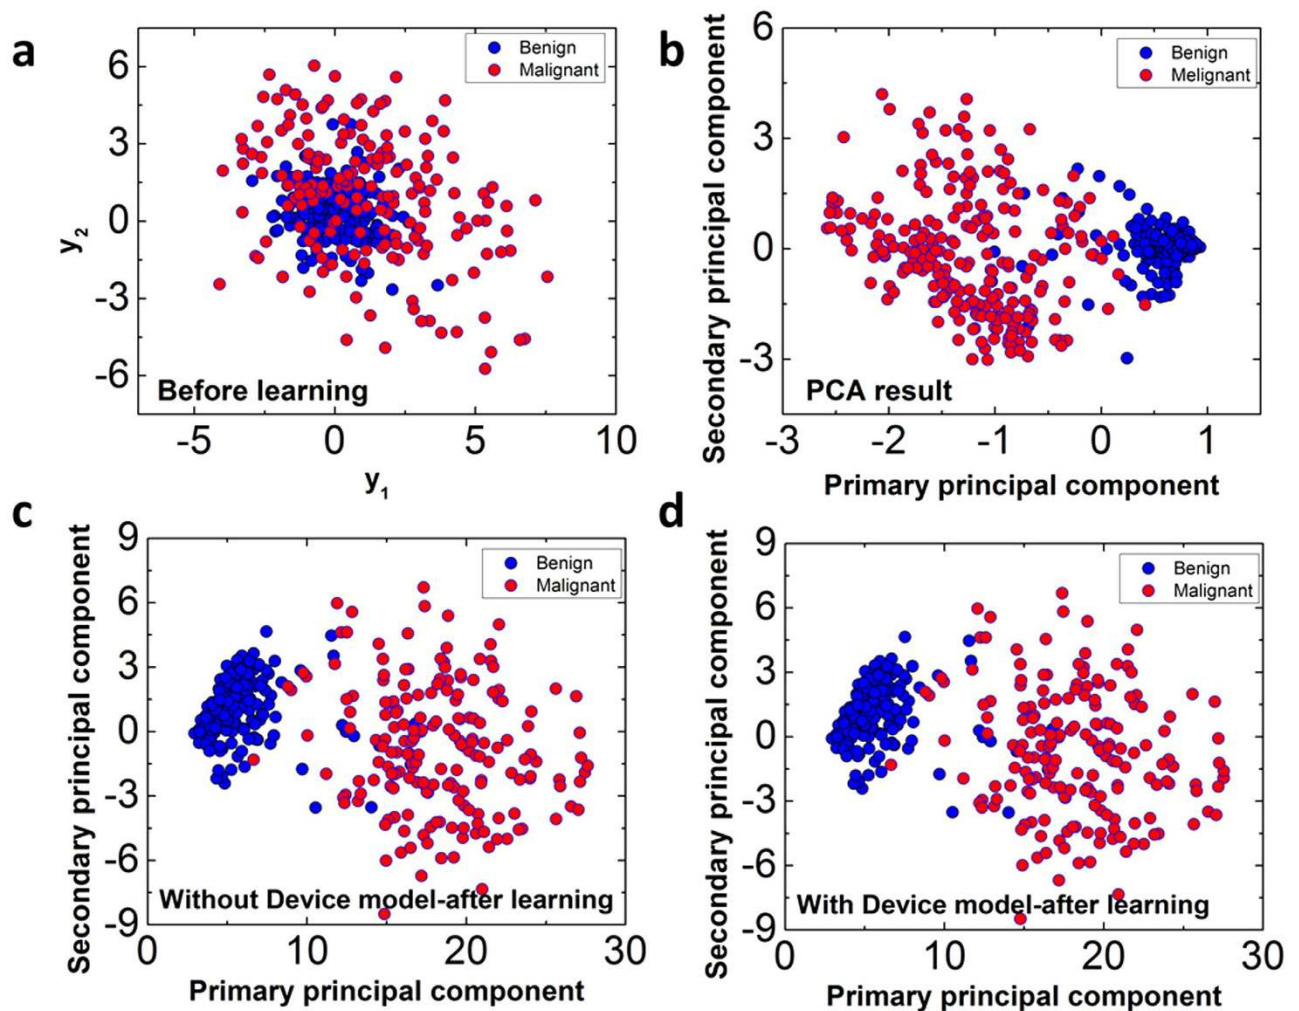 a
Benign
Malignant
6
3
0
-3
-6
y2
Before learning
-5 0 5 10
y1
b
Benign
Melignant
6
3
0
-3
Secondary principal component
PCA result
-3 -2 -1 0 1
Primary principal component
c
Benign
Malignant
9
6
3
0
-3
-6
-9
Secondary principal component
Without Device model-after learning
0 10 20 30
Primary principal component
d
Benign
Malignant
9
6
3
0
-3
-6
-9
Secondary principal component
With Device model-after learning
0 10 20 30
Primary principal component